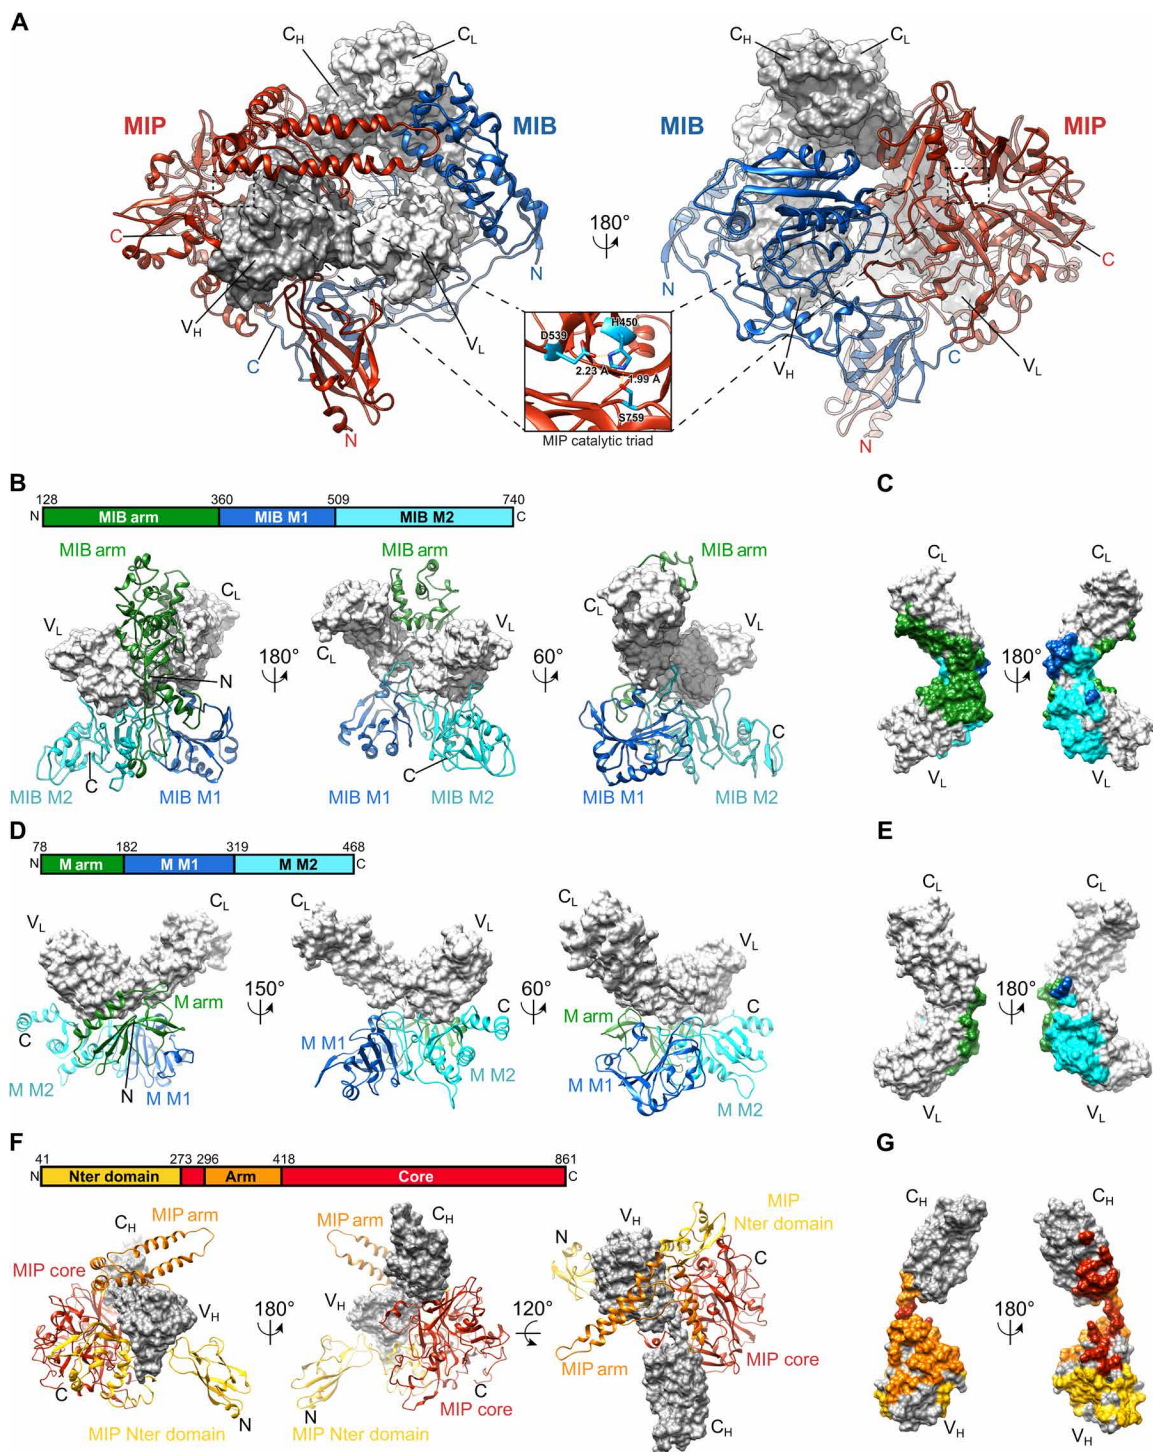 A
C_H
C_L
MIP
MIB
C
V_H
C
V_L
N
N
180°
C_H
C_L
MIB
MIP
N
C
V_H
C
V_L
N
D539
H450
2.23 Å
1.99 Å
S759
MIP catalytic triad
B
128 360 509 740
N MIB arm MIB M1 MIB M2 C
MIB arm
C_L
V_L
N
C
MIB M2
MIB M1
180°
MIB arm
V_L
C_L
C
MIB M1
MIB M2
60°
MIB arm
C_L
V_L
C
MIB M1
MIB M2
C
C_L
C_L
180°
V_L
V_L
D
78 182 319 468
N M arm M M1 M M2 C
C_L
V_L
M arm
C
M M2
N
M M1
150°
C_L
V_L
C
M M1
M M2
60°
C_L
V_L
M arm
C
M M1
M M2
E
C_L
C_L
180°
V_L
V_L
F
41 273 296 418 861
N Nter domain Arm Core C
C_H
MIP arm
MIP core
V_H
C
N
MIP Nter domain
180°
MIP arm
C_H
V_H
C
N
MIP core
MIP Nter domain
120°
MIP
Nter domain
V_H
N
C
MIP arm
MIP core
C_H
G
C_H
C_H
180°
V_H
V_H